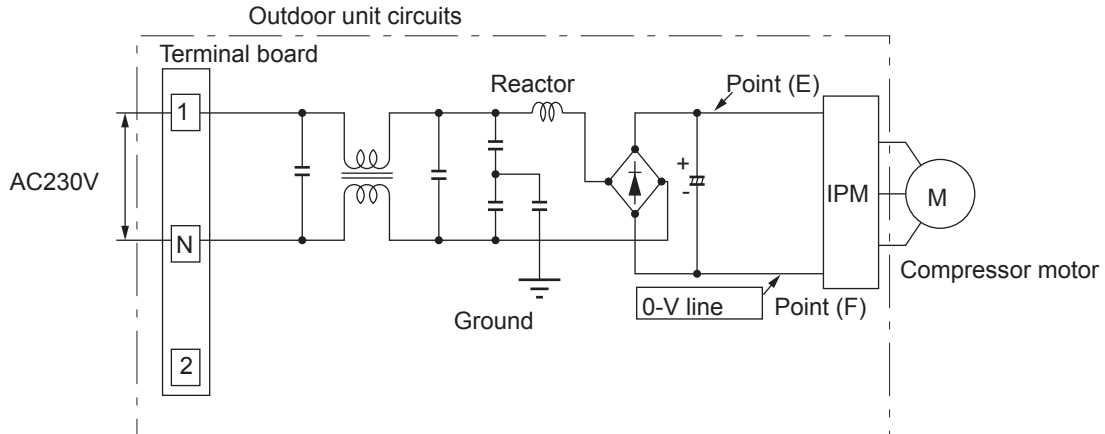 Outdoor unit circuits
Terminal board
Reactor
Point (E)
1
AC230V
+
-
IPM
M
N
Compressor motor
0-V line
Point (F)
Ground
2